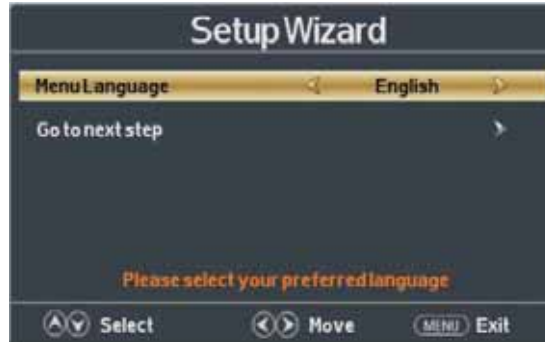 Setup Wizard
Menu Language English
Go to next step
Please select your preferred language
Select Move MENU Exit